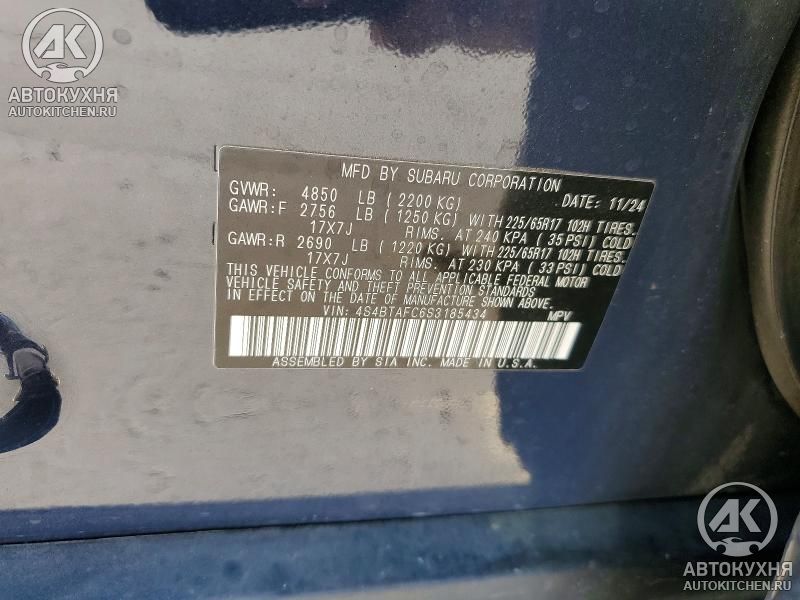 АК
АВТОКУХНЯ
AUTOKITCHEN.RU
MFD BY SUBARU CORPORATION
GVWR: 4850 LB ( 2200 KG) DATE: 11/24
GAWR:F 2756 LB ( 1250 KG) WITH 225/65R17 102H TIRES.
17X7J RIMS. AT 240 KPA ( 35 PSI) COLD
GAWR:R 2690 LB ( 1220 KG) WITH 225/65R17 102H TIRES.
17X7J RIMS. AT 230 KPA ( 33 PSI) COLD
THIS VEHICLE CONFORMS TO ALL APPLICABLE FEDERAL MOTOR
VEHICLE SAFETY AND THEFT PREVENTION STANDARDS
IN EFFECT ON THE DATE OF MANUFACTURE SHOWN ABOVE.
VIN: 4S4BTAFC6S3185434 MPV
ASSEMBLED BY SIA INC. MADE IN U.S.A.
АК
АВТОКУХНЯ
AUTOKITCHEN.RU